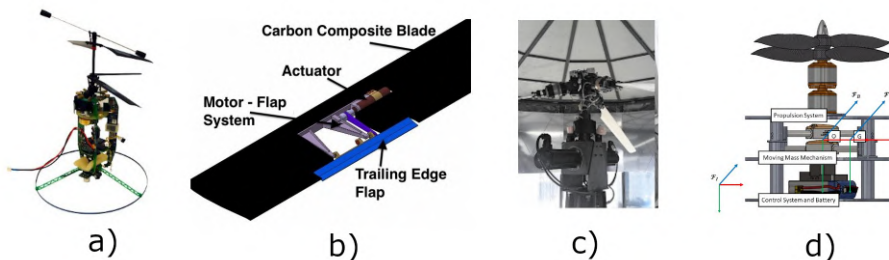 Carbon Composite Blade
Actuator
Motor - Flap
System
Trailing Edge
Flap
Propulsion System
O
G
Moving Mass Mechanism
Control System and Battery
a)
b)
c)
d)